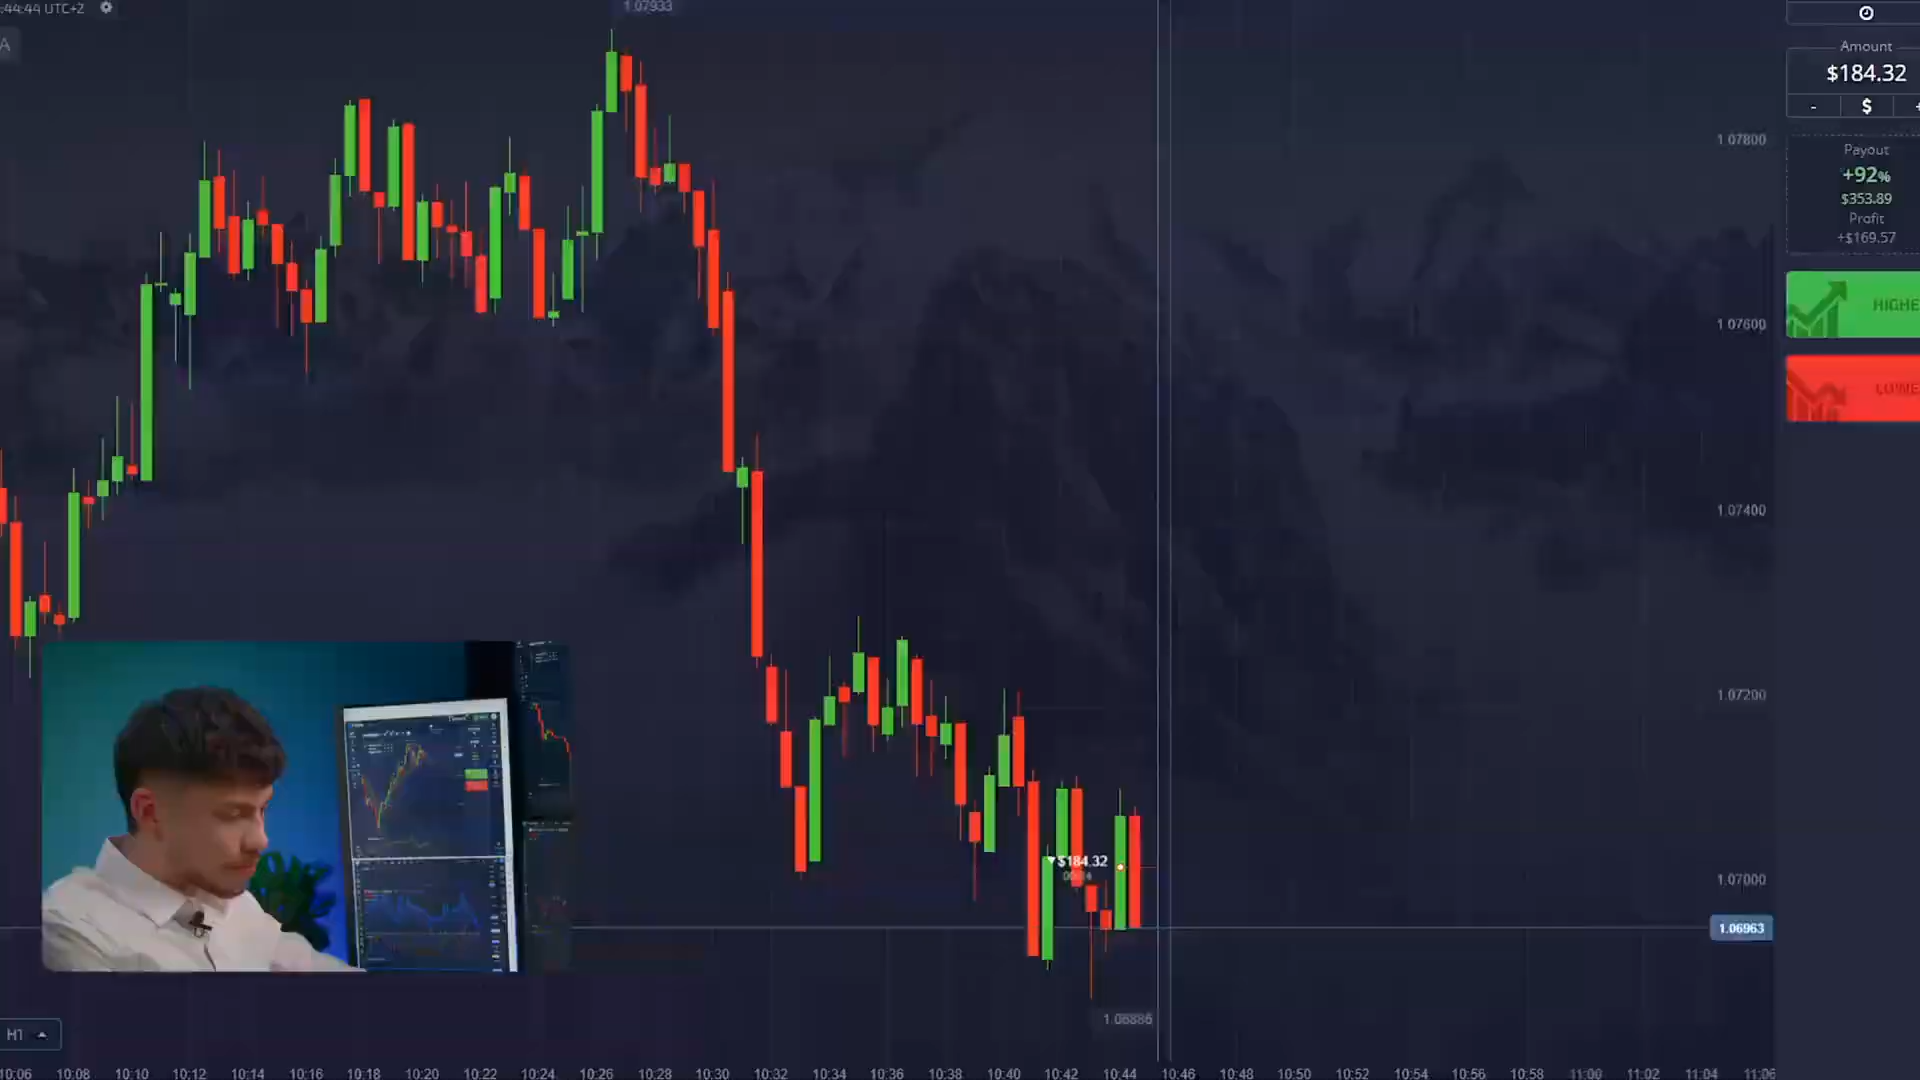 :44:44 UTC+2
1.07933
A
Amount
$184.32
- $ +
1.07800
Payout
+92%
$353.89
Profit
+$169.57
HIGHE
1.07600
LOWE
1.07400
1.07200
$184.32
1.07000
1.06963
1.06886
H1
10:06 10:08 10:10 10:12 10:14 10:16 10:18 10:20 10:22 10:24 10:26 10:28 10:30 10:32 10:34 10:36 10:38 10:40 10:42 10:44 10:46 10:48 10:50 10:52 10:54 10:56 10:58 11:00 11:02 11:04 11:06